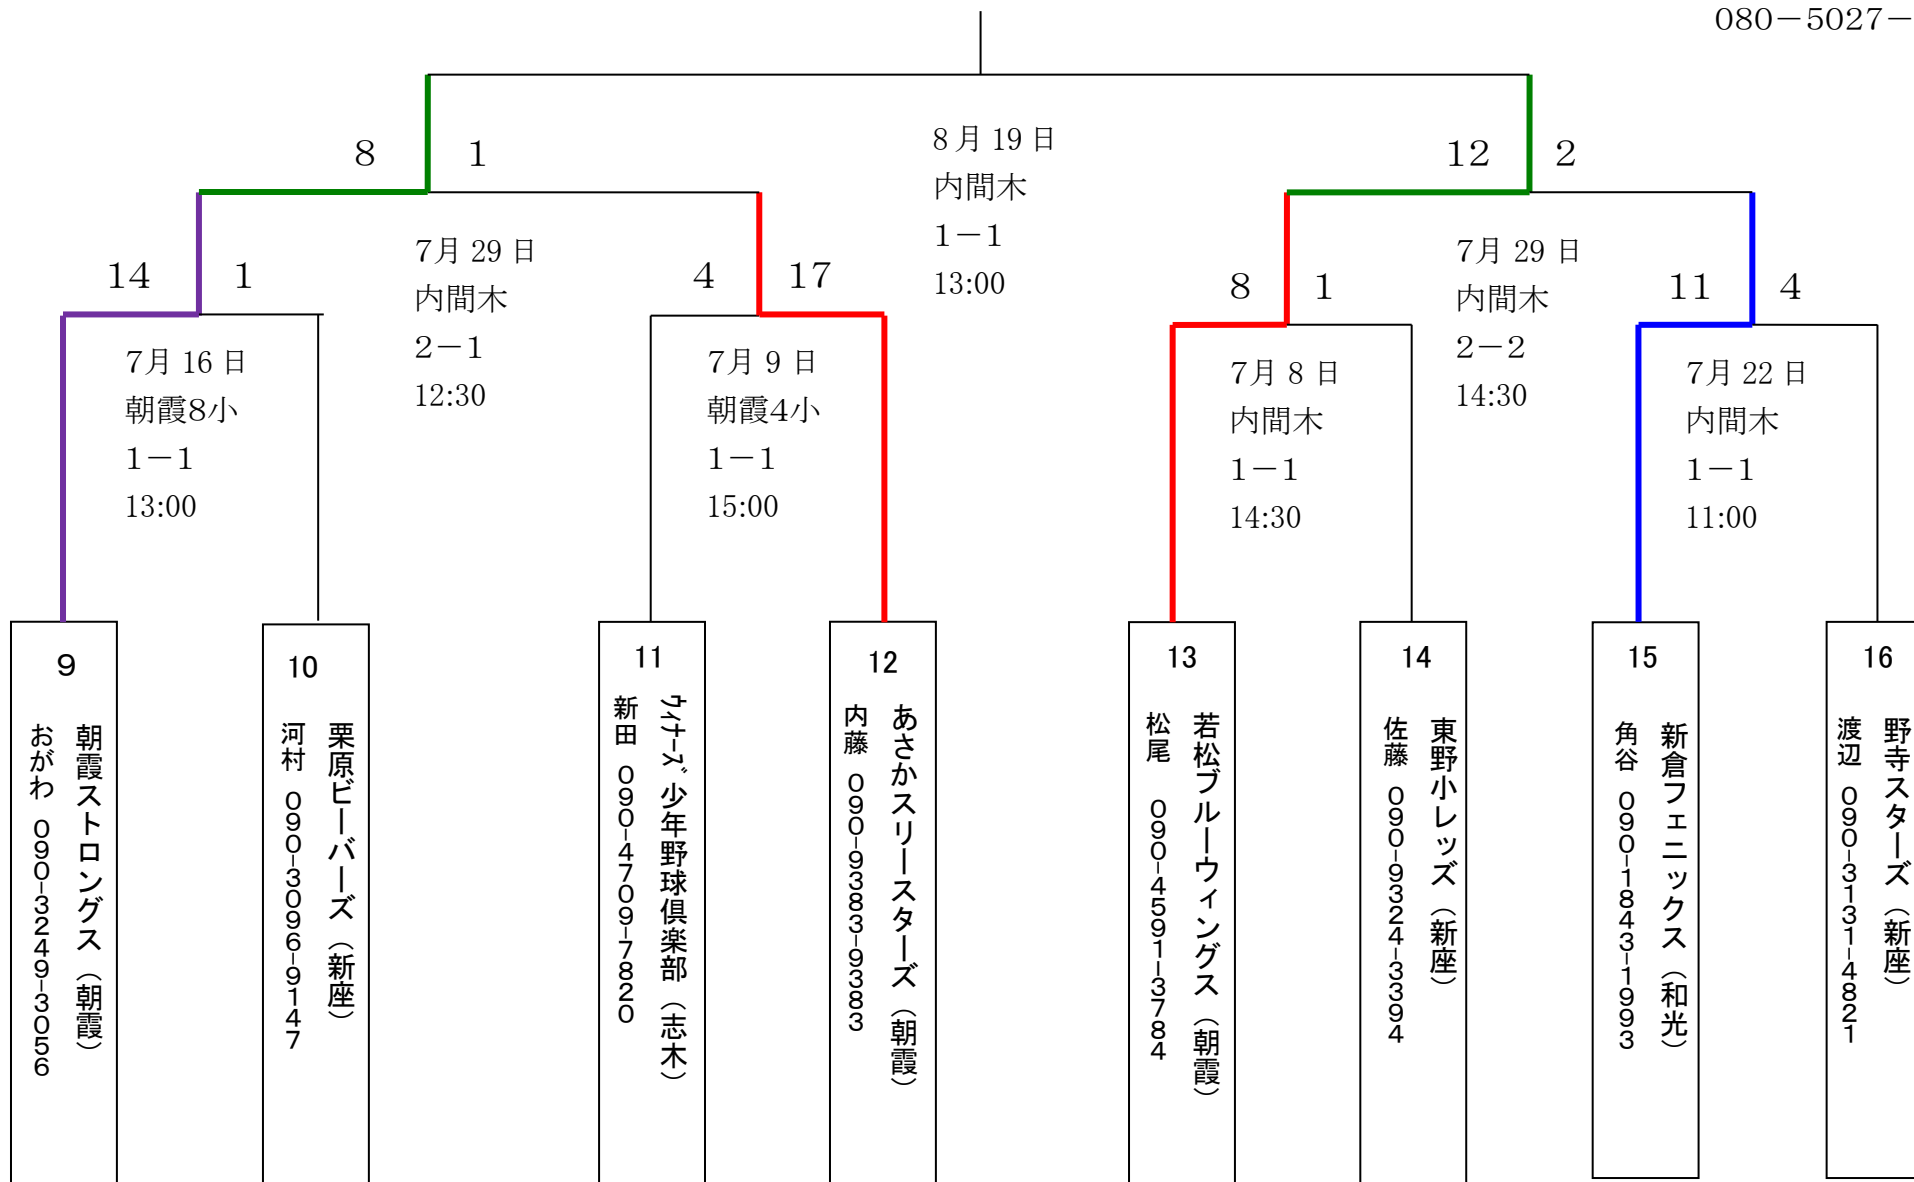 080－5027－
8
1
8月 19 日
内間木
1－1
13:00
12
2
14
1
7月 29 日
内間木
2－1
12:30
4
17
8
1
7月 29 日
内間木
2－2
14:30
11
4
7月 16 日
朝霞8小
1－1
13:00
7月 9 日
朝霞4小
1－1
15:00
7月 8 日
内間木
1－1
14:30
7月 22 日
内間木
1－1
11:00
9
朝霞ストロングス（朝霞）
おがわ 090-3249-3056
10
栗原ビーバーズ（新座）
河村 090-3096-9147
11
ｳｨﾅｰｽﾞ少年野球倶楽部（志木）
新田 090-4709-7820
12
あさかスリースターズ（朝霞）
内藤 090-9383-9383
13
若松ブルーウィングス（朝霞）
松尾 090-4591-3784
14
東野小レッズ（新座）
佐藤 090-9324-3394
15
新倉フェニックス（和光）
角谷 090-1843-1993
16
野寺スターズ（新座）
渡辺 090-3131-4821